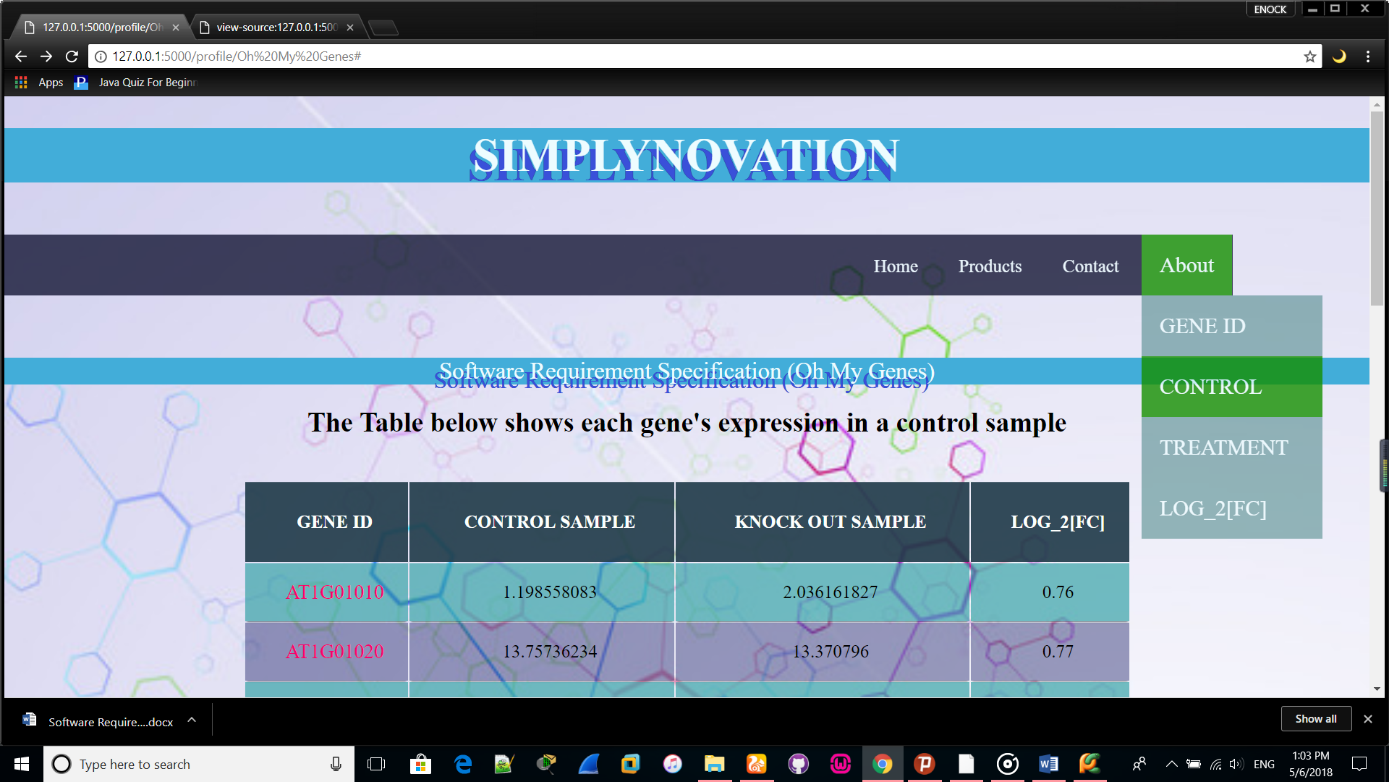 ENOCK
127.0.0.1:5000/profile/Oh
view-source:127.0.0.1:500
127.0.0.1:5000/profile/Oh%20My%20Genes#
Apps
Java Quiz For Beginn
SIMPLYNOVATION
Home Products Contact About
GENE ID
CONTROL
TREATMENT
LOG_2[FC]
Software Requirement Specification (Oh My Genes)
The Table below shows each gene's expression in a control sample
GENE ID CONTROL SAMPLE KNOCK OUT SAMPLE LOG_2[FC]
AT1G01010 1.198558083 2.036161827 0.76
AT1G01020 13.75736234 13.370796 0.77
Software Require....docx
Show all
Type here to search
ENG
1:03 PM
5/6/2018